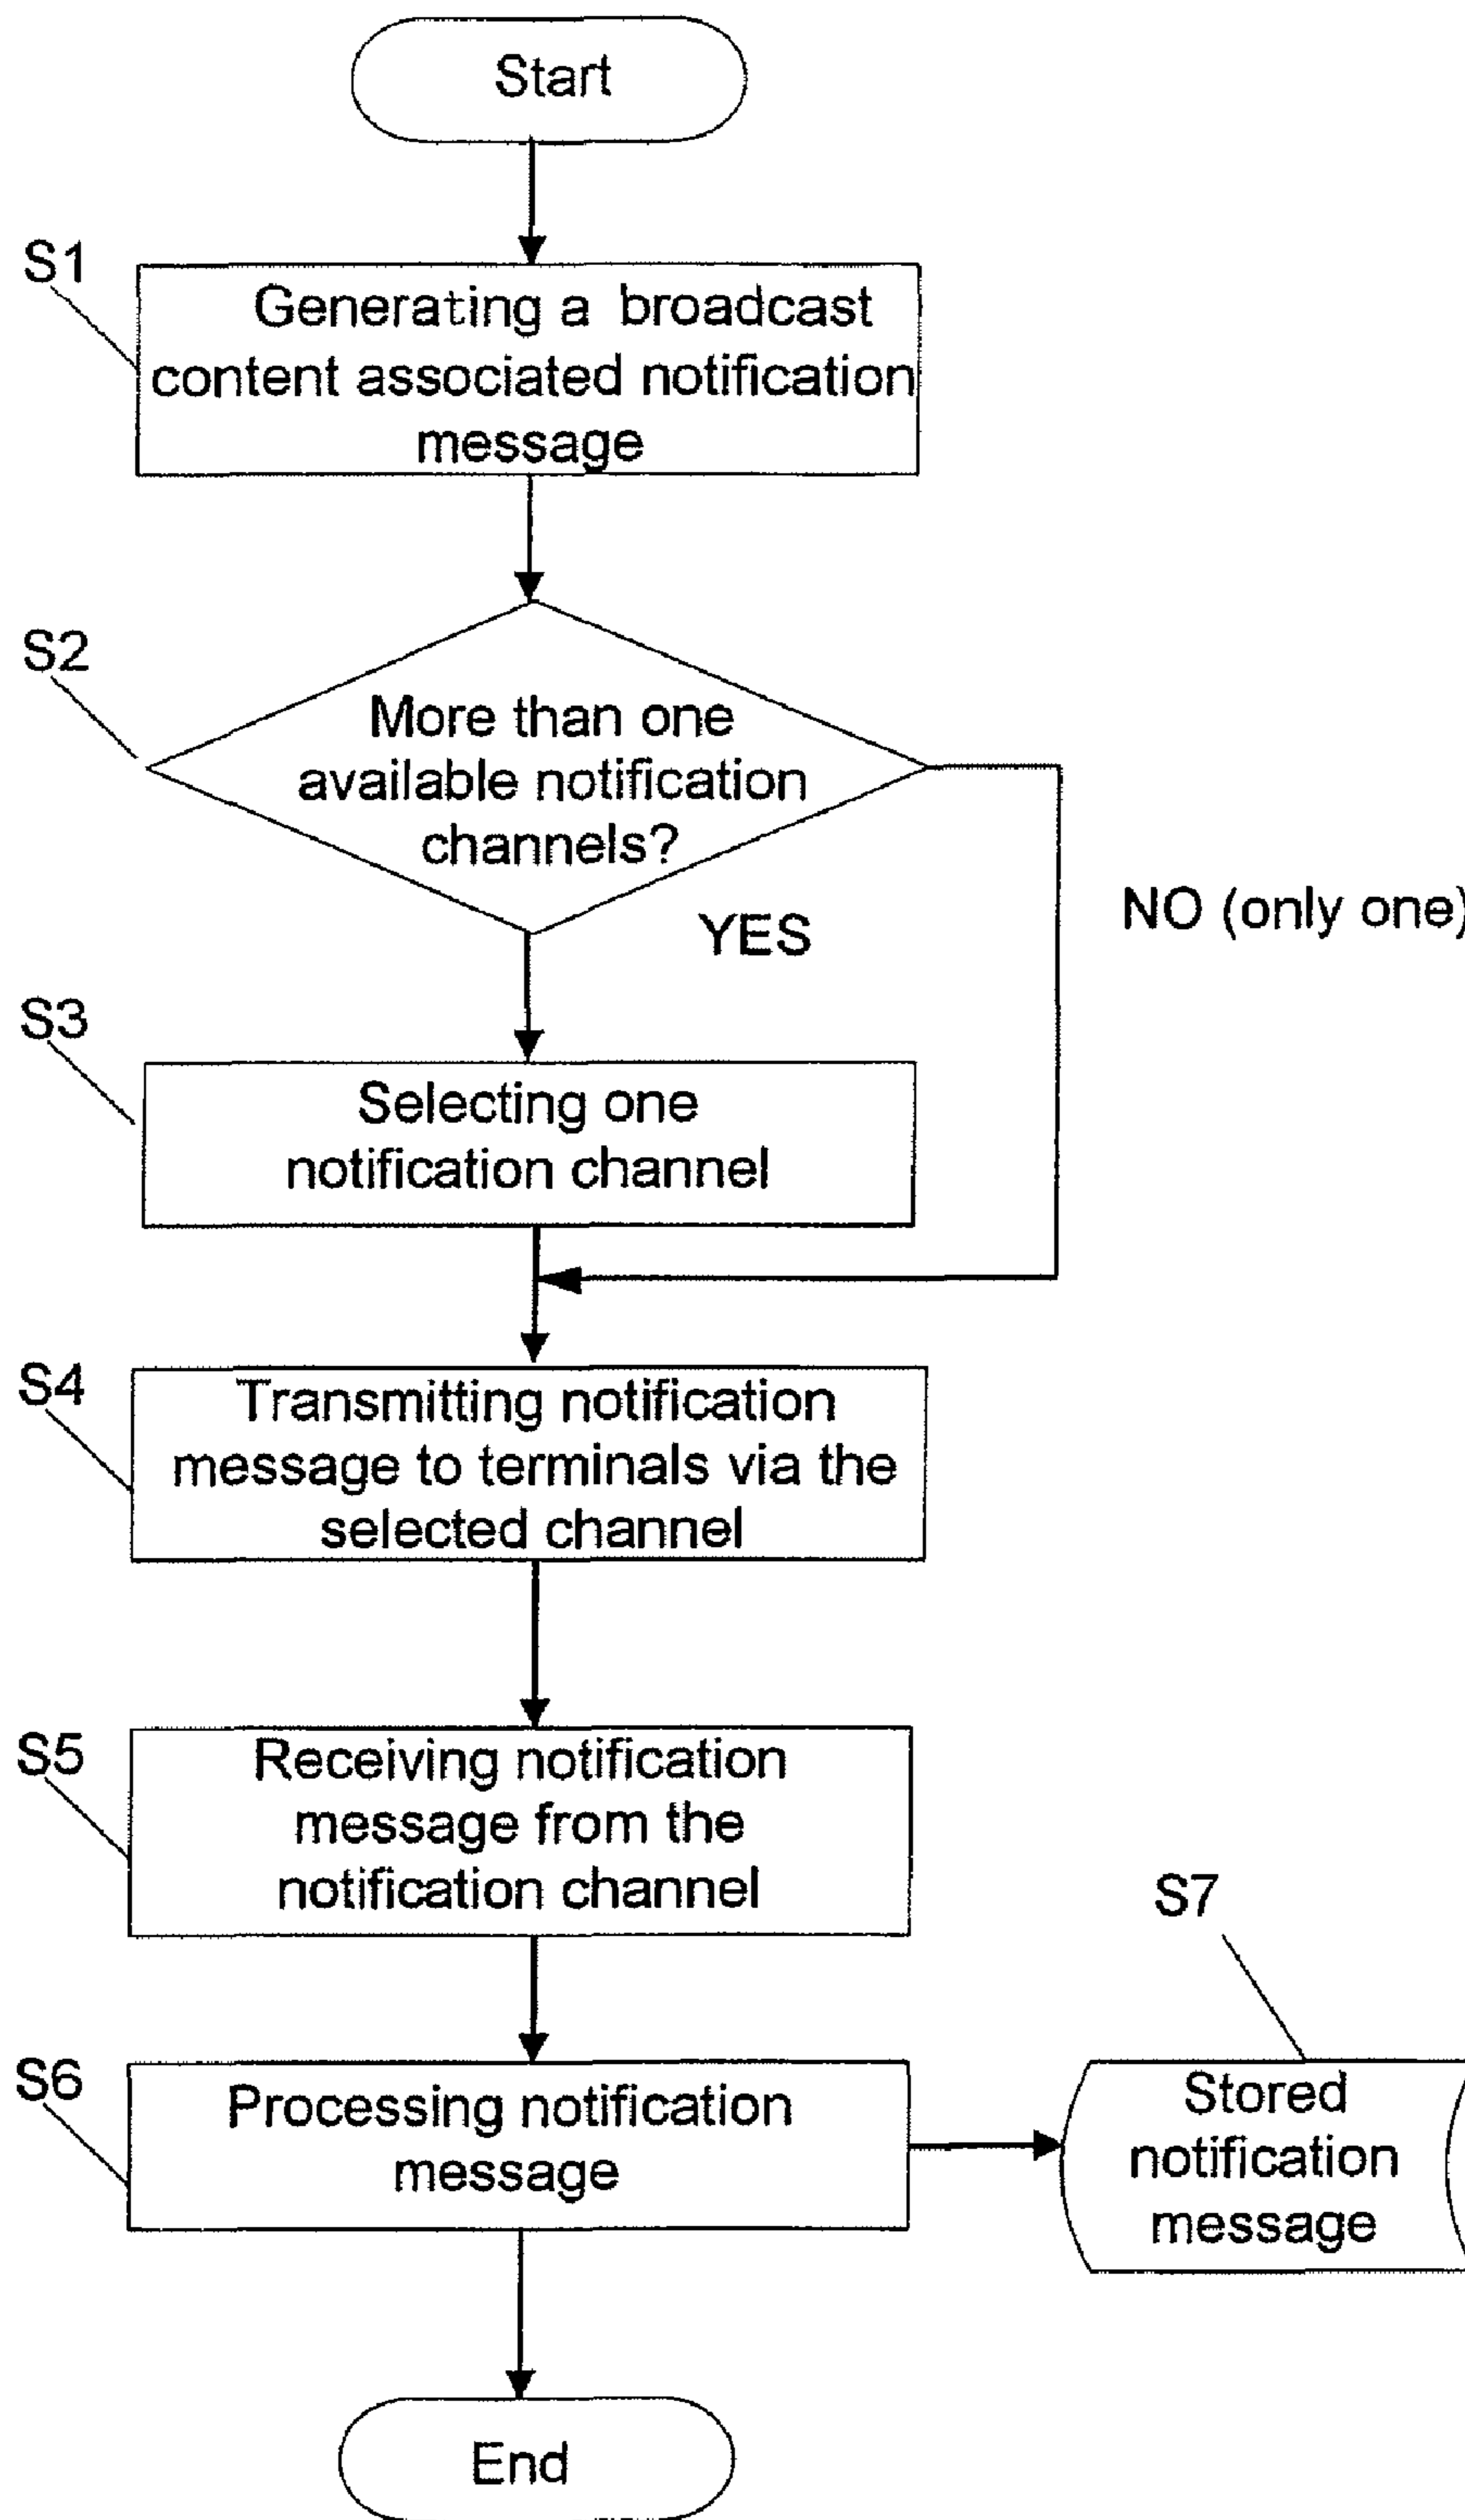 Start
S1
Generating a broadcast
content associated notification
message
S2
More than one
available notification
channels?
YES
NO (only one)
S3
Selecting one
notification channel
S4
Transmitting notification
message to terminals via the
selected channel
S5
Receiving notification
message from the
notification channel
S7
S6
Processing notification
message
Stored
notification
message
End